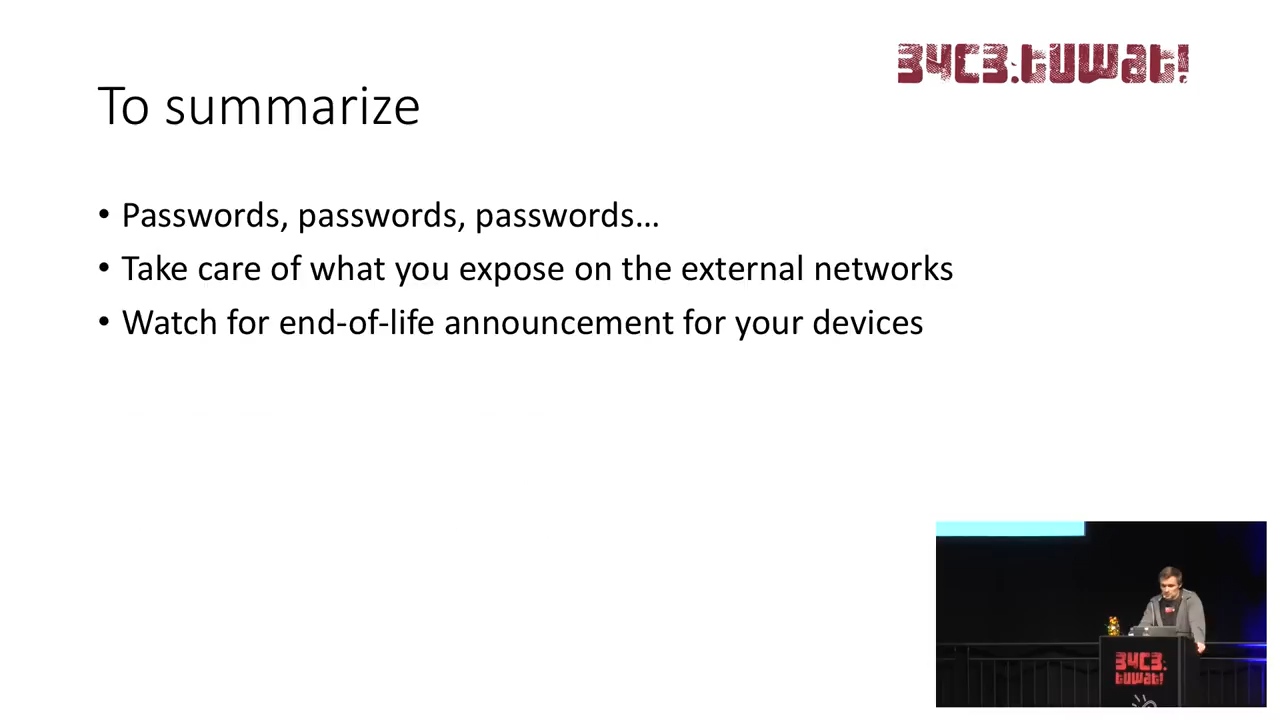 34C3.tuwat!
To summarize
• Passwords, passwords, passwords…
• Take care of what you expose on the external networks
• Watch for end-of-life announcement for your devices
34C3.
tuwat!